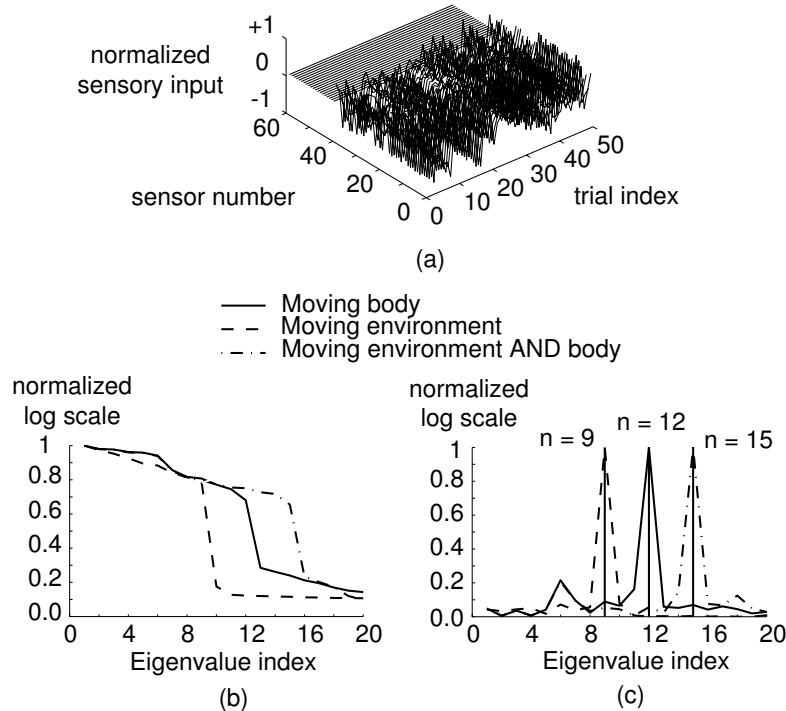 normalized
sensory input
+1
0
-1
60
40
20
0
sensor number
0
10
20
30
40
50
trial index
(a)
Moving body
Moving environment
Moving environment AND body
normalized
log scale
1
0.8
0.6
0.4
0.2
0.0
0 4 8 12 16 20
Eigenvalue index
(b)
normalized
log scale
n = 9
n = 12
n = 15
1
0.8
0.6
0.4
0.2
0.0
0 4 8 12 16 20
Eigenvalue index
(c)